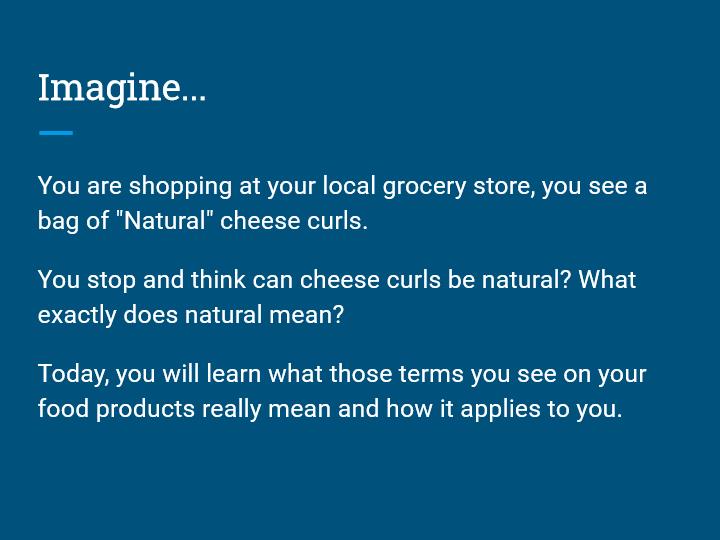 Imagine...
You are shopping at your local grocery store, you see a
bag of "Natural" cheese curls.
You stop and think can cheese curls be natural? What
exactly does natural mean?
Today, you will learn what those terms you see on your
food products really mean and how it applies to you.